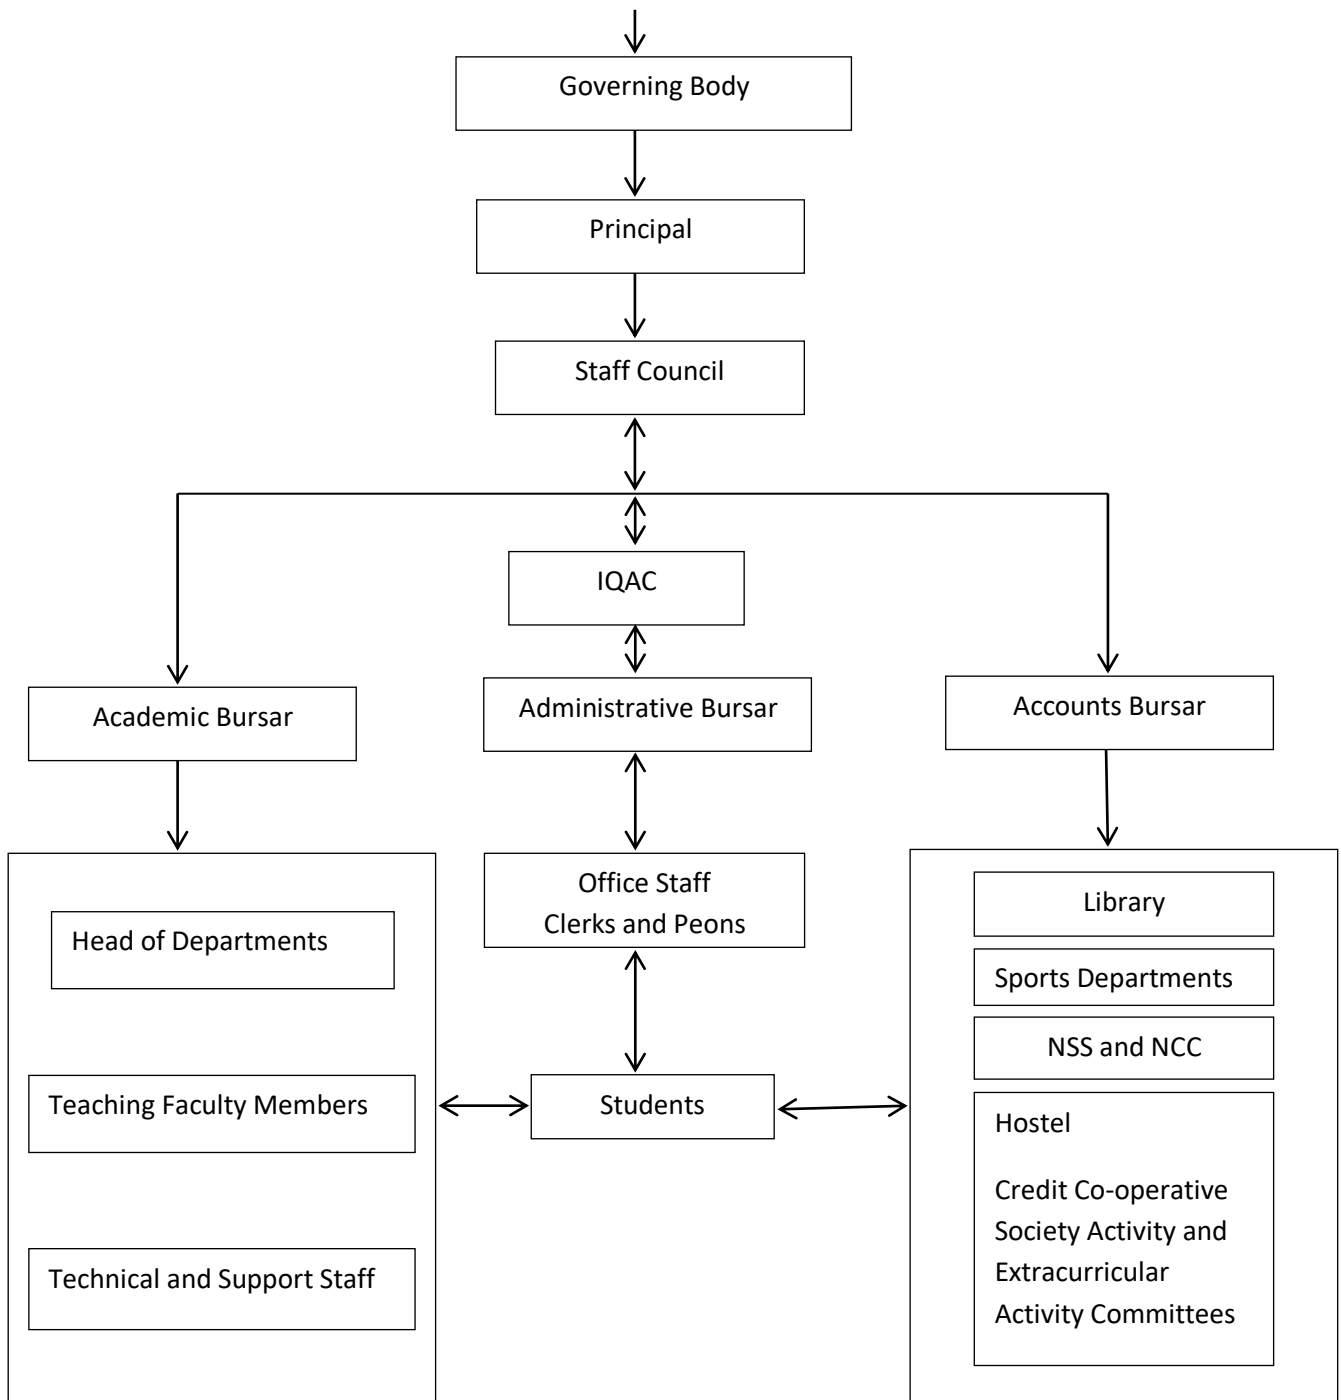 Governing Body
Principal
Staff Council
IQAC
Academic Bursar
Administrative Bursar
Accounts Bursar
Head of Departments
Teaching Faculty Members
Technical and Support Staff
Office Staff
Clerks and Peons
Students
Library
Sports Departments
NSS and NCC
Hostel
Credit Co-operative
Society Activity and
Extracurricular
Activity Committees